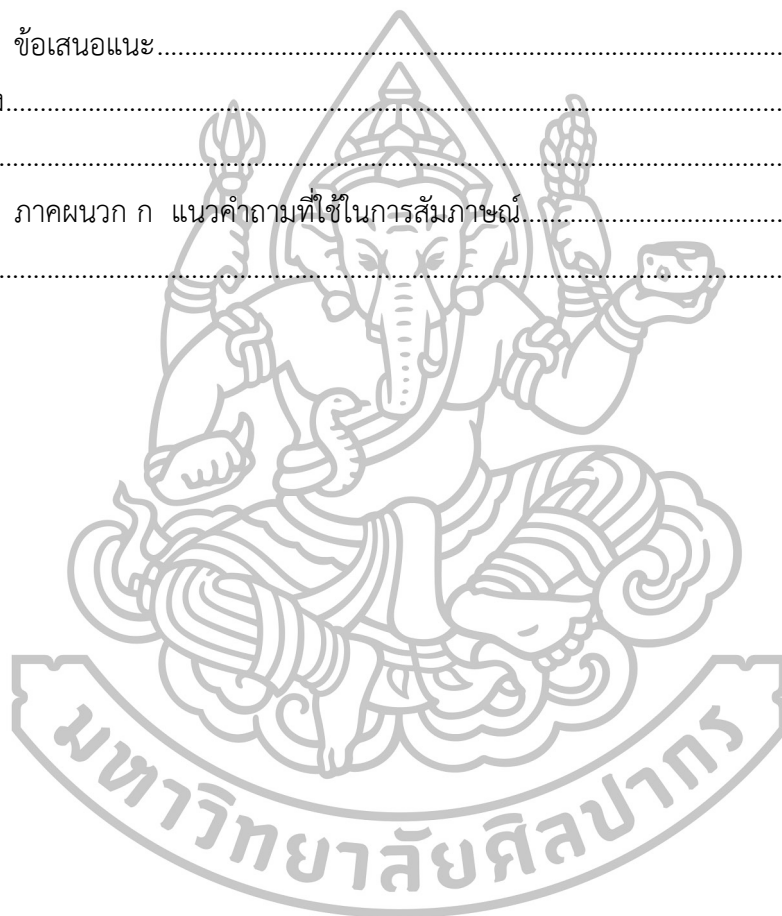 ข้อเสนอแนะ................................................................................
................................................................................
................................................................................
ภาคผนวก ก แนวคำถามที่ใช้ในการสัมภาษณ์................................
................................................................................
มหาวิทยาลัยศิลปากร